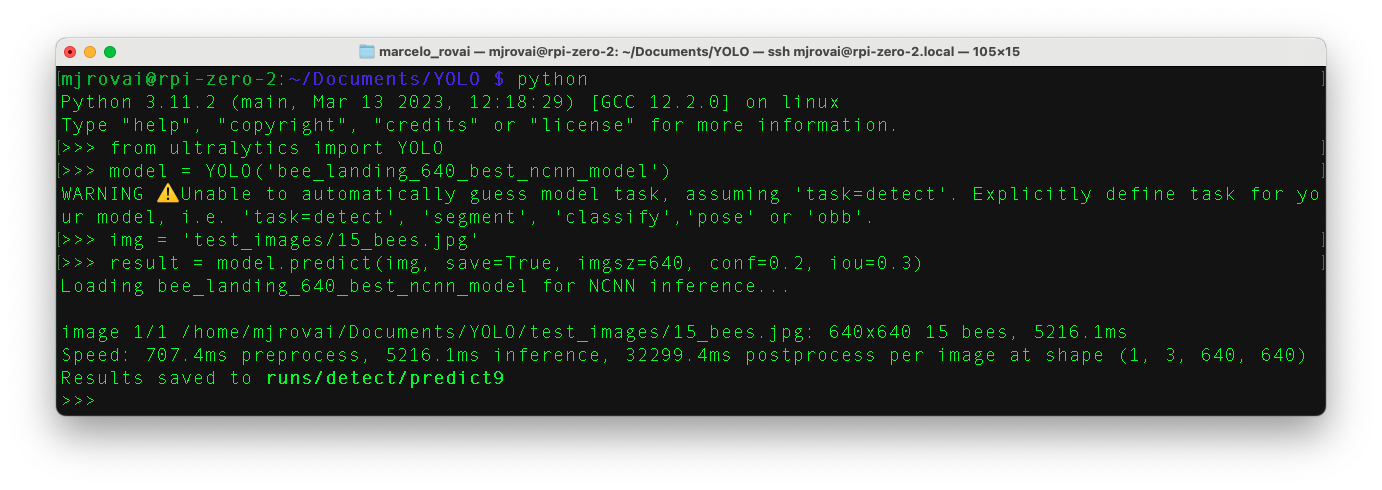 marcelo_rovai — mjrovai@rpi-zero-2: ~/Documents/YOLO — ssh mjrovai@rpi-zero-2.local — 105×15
[mjrovai@rpi-zero-2:~/Documents/YOLO $ python ]
Python 3.11.2 (main, Mar 13 2023, 12:18:29) [GCC 12.2.0] on linux
Type "help", "copyright", "credits" or "license" for more information.
[>>> from ultralytics import YOLO ]
[>>> model = YOLO('bee_landing_640_best_ncnn_model') ]
WARNING ⚠️Unable to automatically guess model task, assuming 'task=detect'. Explicitly define task for yo
ur model, i.e. 'task=detect', 'segment', 'classify','pose' or 'obb'.
[>>> img = 'test_images/15_bees.jpg' ]
[>>> result = model.predict(img, save=True, imgsz=640, conf=0.2, iou=0.3) ]
Loading bee_landing_640_best_ncnn_model for NCNN inference...
image 1/1 /home/mjrovai/Documents/YOLO/test_images/15_bees.jpg: 640x640 15 bees, 5216.1ms
Speed: 707.4ms preprocess, 5216.1ms inference, 32299.4ms postprocess per image at shape (1, 3, 640, 640)
Results saved to runs/detect/predict9
>>>